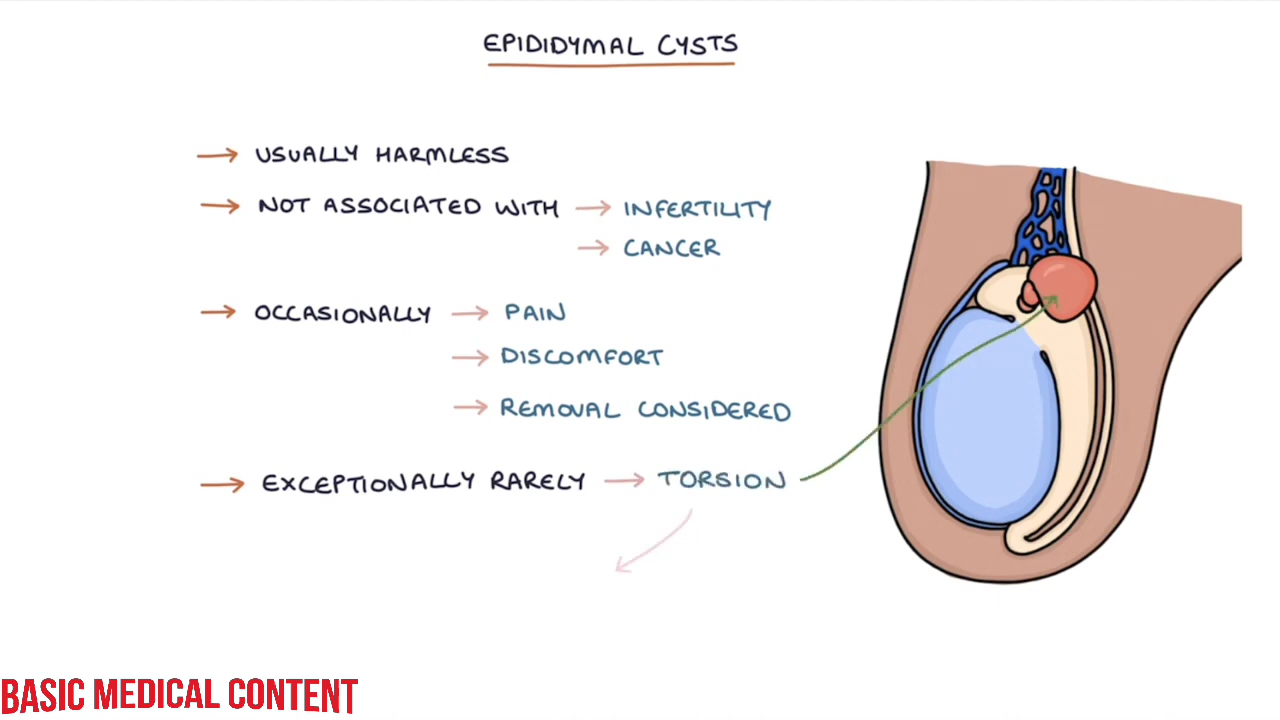 EPIDIDYMAL CYSTS
→ USUALLY HARMLESS
→ NOT ASSOCIATED WITH → INFERTILITY
→ CANCER
→ OCCASIONALLY → PAIN
→ DISCOMFORT
→ REMOVAL CONSIDERED
→ EXCEPTIONALLY RARELY → TORSION
BASIC MEDICAL CONTENT